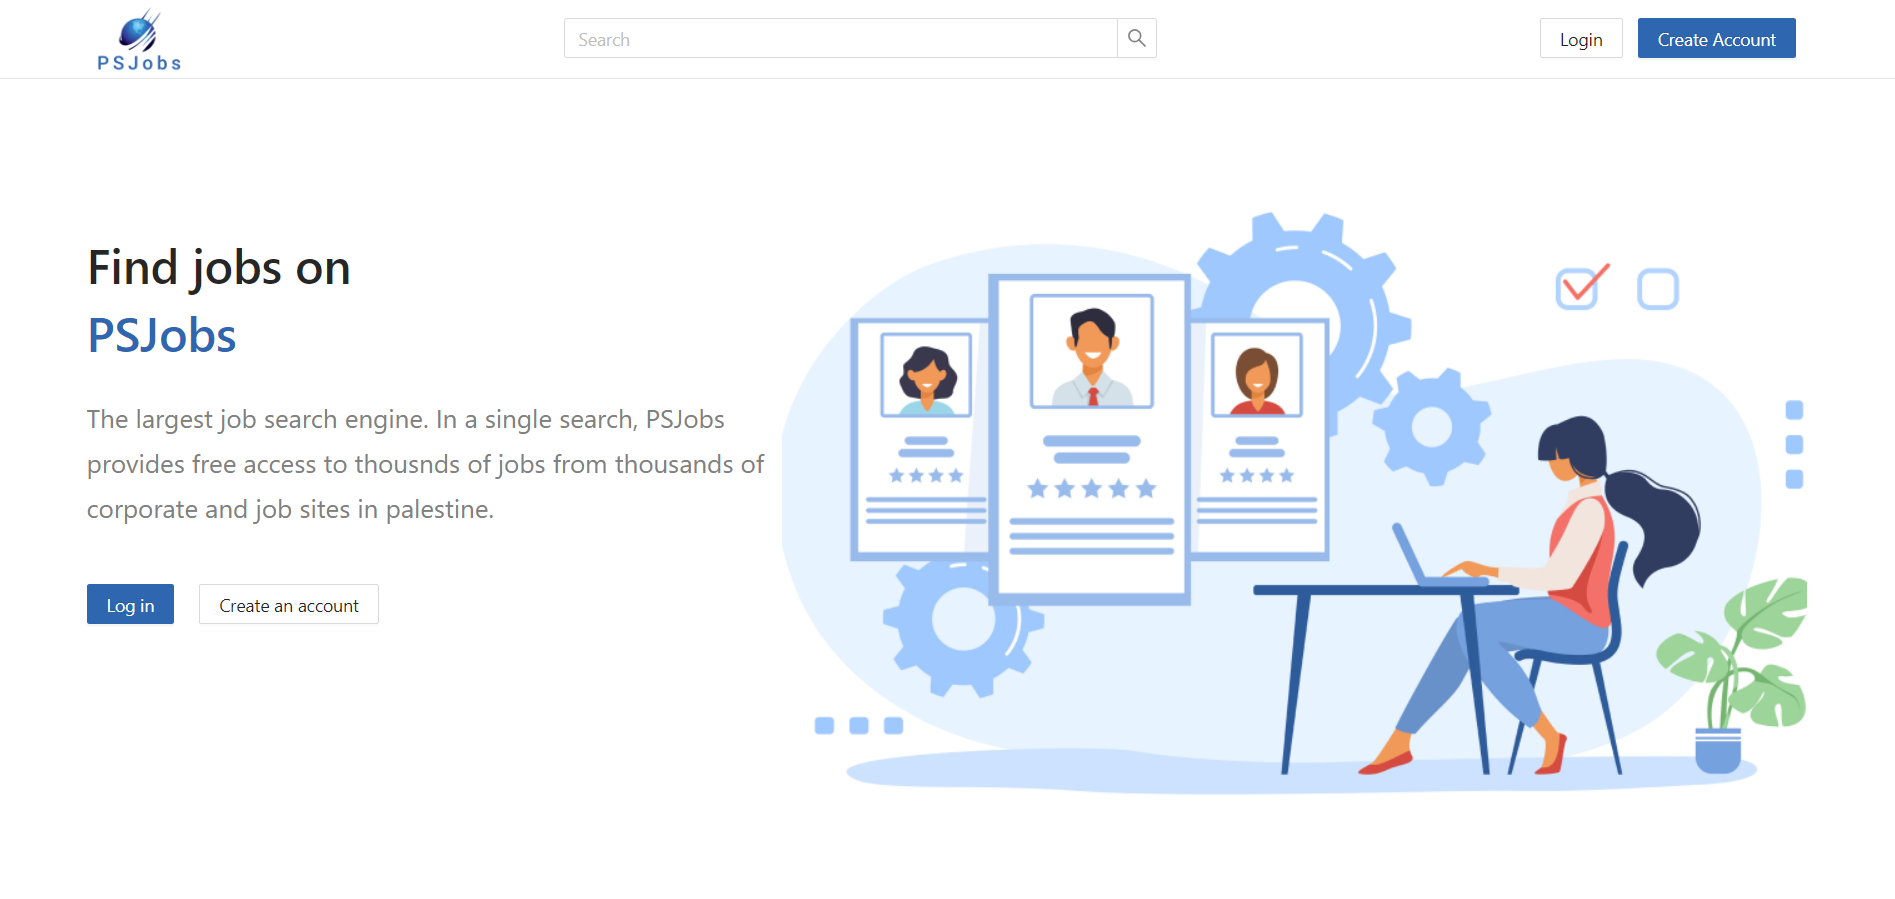 PSJobs
Search
Login
Create Account
Find jobs on
PSJobs
The largest job search engine. In a single search, PSJobs
provides free access to thousnds of jobs from thousands of
corporate and job sites in palestine.
Log in
Create an account